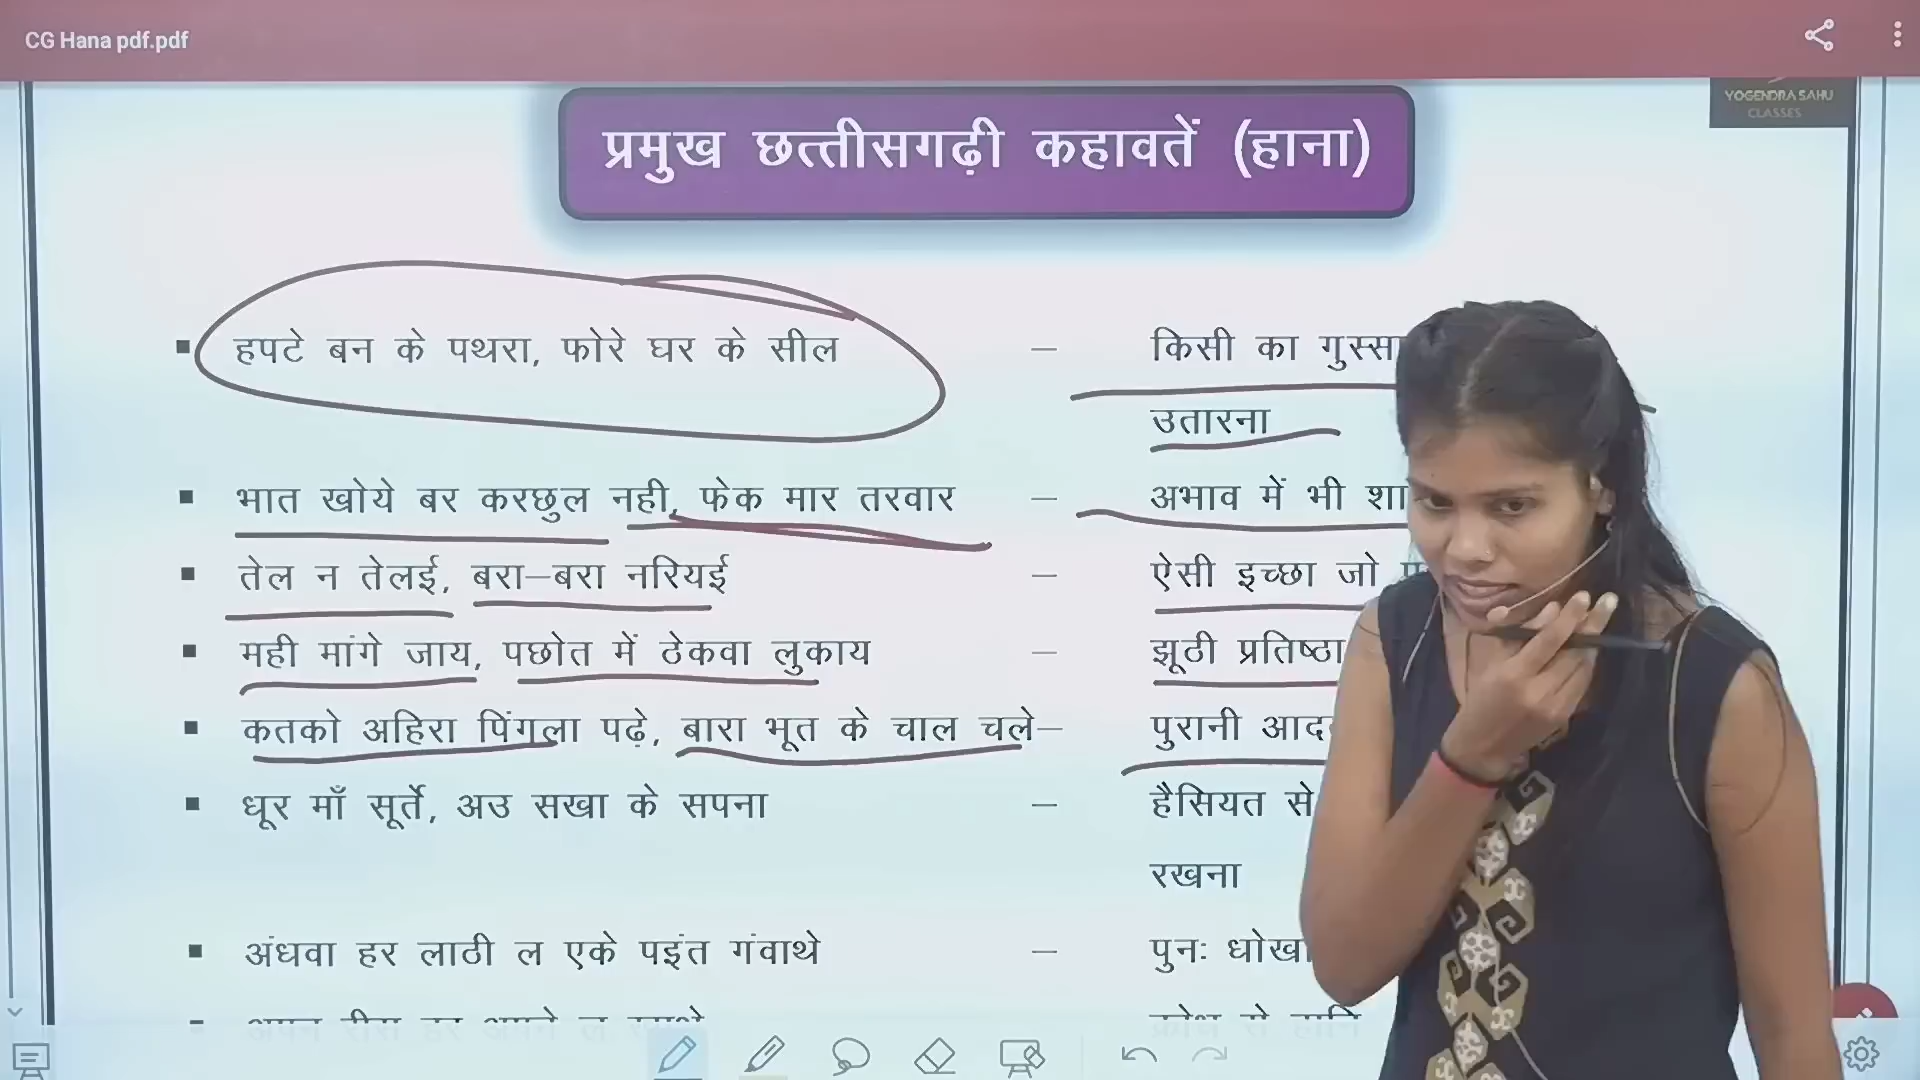 CG Hana pdf.pdf
YOGENDRA SAHU
CLASSES
प्रमुख छत्तीसगढ़ी कहावतें (हाना)
▪ हपटे बन के पथरा, फोरे घर के सील – किसी का गुस्सा
उतारना
▪ भात खोये बर करछुल नही, फेक मार तरवार – अभाव में भी
▪ तेल न तेलई, बरा–बरा नरियई – ऐसी इच्छा जो
▪ मही मांगे जाय, पछोत में ठेकवा लुकाय – झूठी प्रतिष्ठा
▪ कतको अहिरा पिंगला पढ़े, बारा भूत के चाल चले – पुरानी
▪ धूर माँ सूर्ते, अउ सखा के सपना – हैसियत से
रखना
▪ अंधवा हर लाठी ल एके पइंत गंवाथे – पुनः धोखा